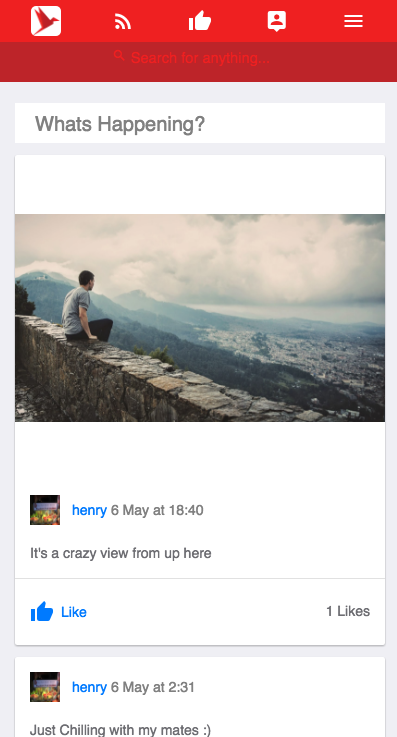 Search for anything...
Whats Happening?
henry 6 May at 18:40
It's a crazy view from up here
Like 1 Likes
henry 6 May at 2:31
Just Chilling with my mates :)